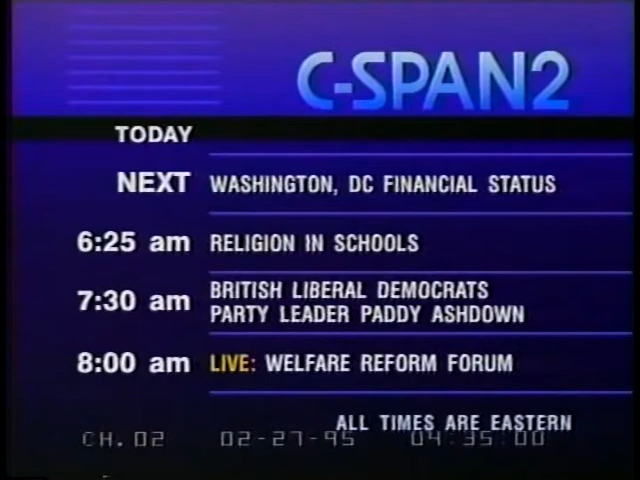 C-SPAN2
TODAY
NEXT WASHINGTON, DC FINANCIAL STATUS
6:25 am RELIGION IN SCHOOLS
7:30 am BRITISH LIBERAL DEMOCRATS
PARTY LEADER PADDY ASHDOWN
8:00 am LIVE: WELFARE REFORM FORUM
ALL TIMES ARE EASTERN
CH.02 02-27-95 04:35:00